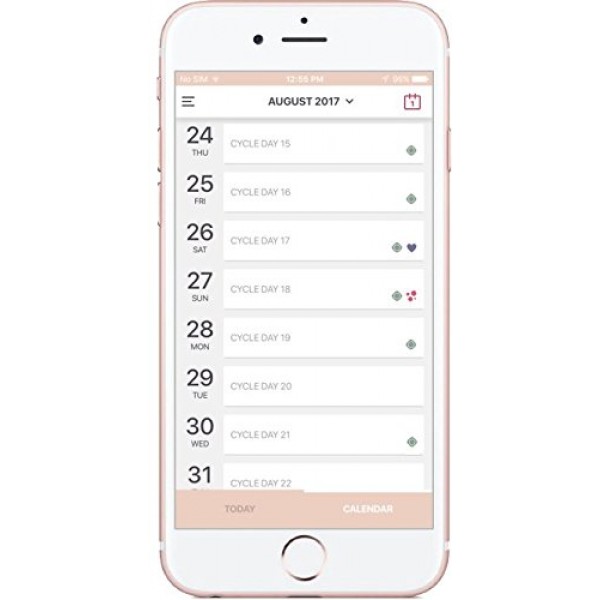 No SIM 12:55 PM 96%
AUGUST 2017
1
24 CYCLE DAY 15
THU
25 CYCLE DAY 16
FRI
26 CYCLE DAY 17
SAT
27 CYCLE DAY 18
SUN
28 CYCLE DAY 19
MON
29 CYCLE DAY 20
TUE
30 CYCLE DAY 21
WED
31 CYCLE DAY 22
TODAY CALENDAR